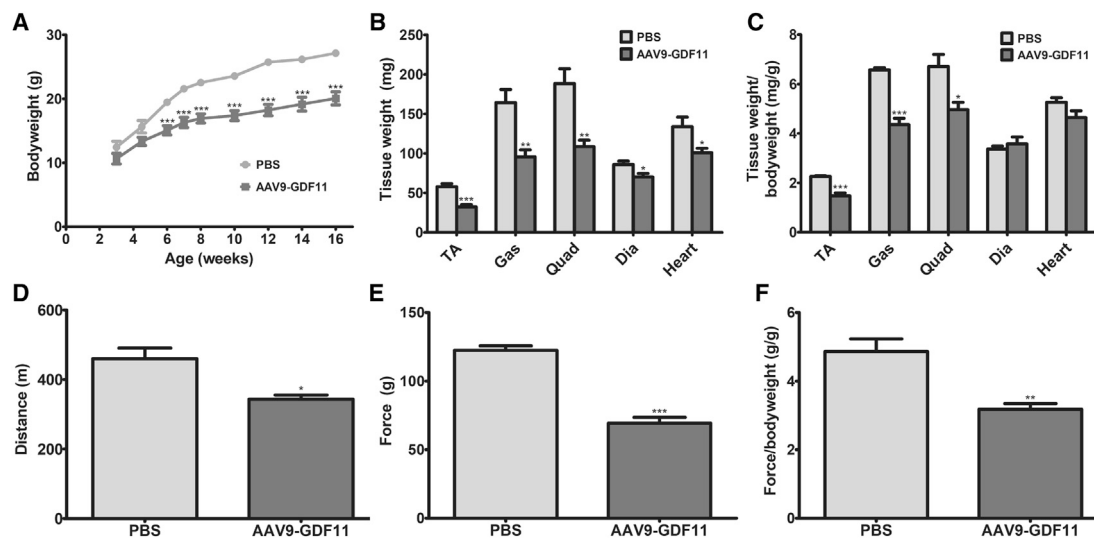 A
Bodyweight (g)
30
20
10
0
***
***
***
***
***
***
***
PBS
AAV9-GDF11
0 2 4 6 7 8 10 12 14 16
Age (weeks)
B
Tissue weight (mg)
250
200
150
100
50
0
PBS
AAV9-GDF11
***
**
**
*
*
TA
Gas
Quad
Dia
Heart
C
Tissue weight/
bodyweight (mg/g)
8
6
4
2
0
PBS
AAV9-GDF11
***
***
*
TA
Gas
Quad
Dia
Heart
D
Distance (m)
600
400
200
0
*
PBS
AAV9-GDF11
E
Force (g)
150
100
50
0
***
PBS
AAV9-GDF11
F
Force/bodyweight (g/g)
6
4
2
0
**
PBS
AAV9-GDF11